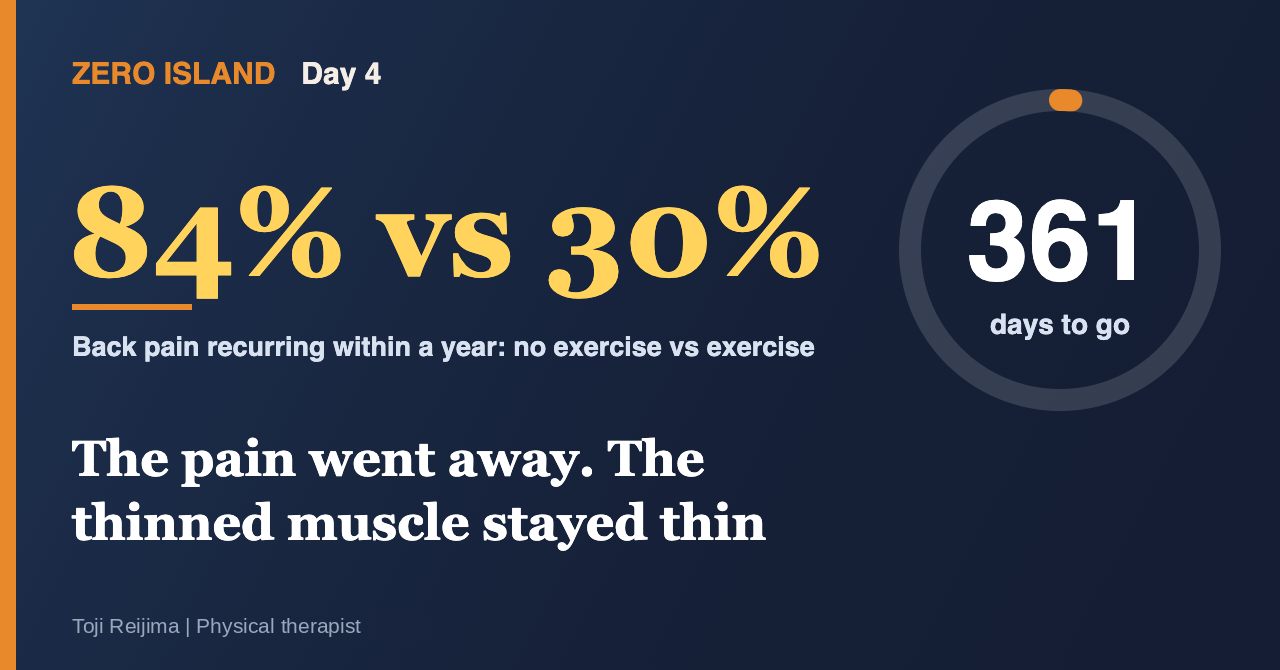 ZERO ISLAND Day 4
84% vs 30%
Back pain recurring within a year: no exercise vs exercise
361
days to go
The pain went away. The
thinned muscle stayed thin
Toji Reijima | Physical therapist